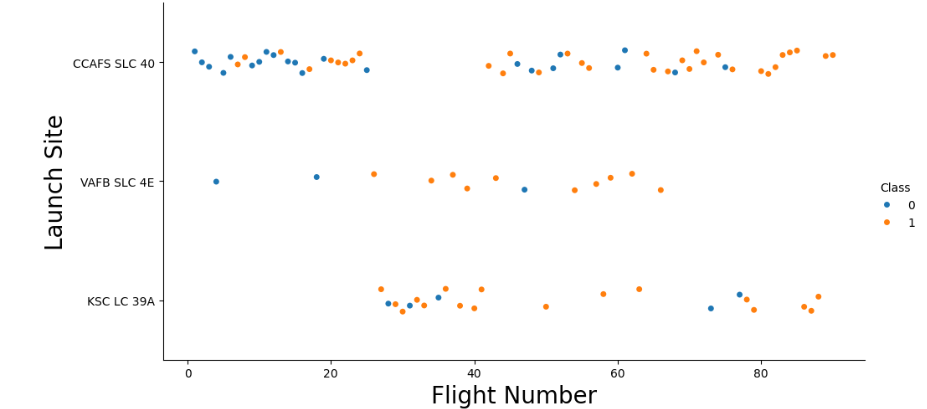 CCAFS SLC 40
VAFB SLC 4E
KSC LC 39A
Launch Site
0 20 40 60 80
Flight Number
Class
0
1